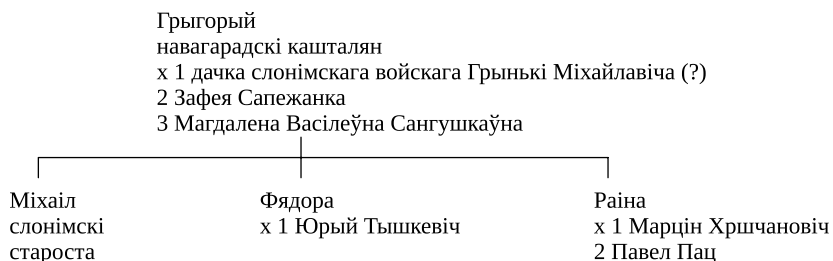 Грыгорый
навагарадскі кашталян
х 1 дачка слонімскага войскага Грынькі Міхайлавіча (?)
2 Зафея Сапежанка
3 Магдалена Васілеўна Сангушкаўна
Міхаіл
слонімскі
староста
Фядора
х 1 Юрый Тышкевіч
Раіна
х 1 Марцін Хршчановіч
2 Павел Пац